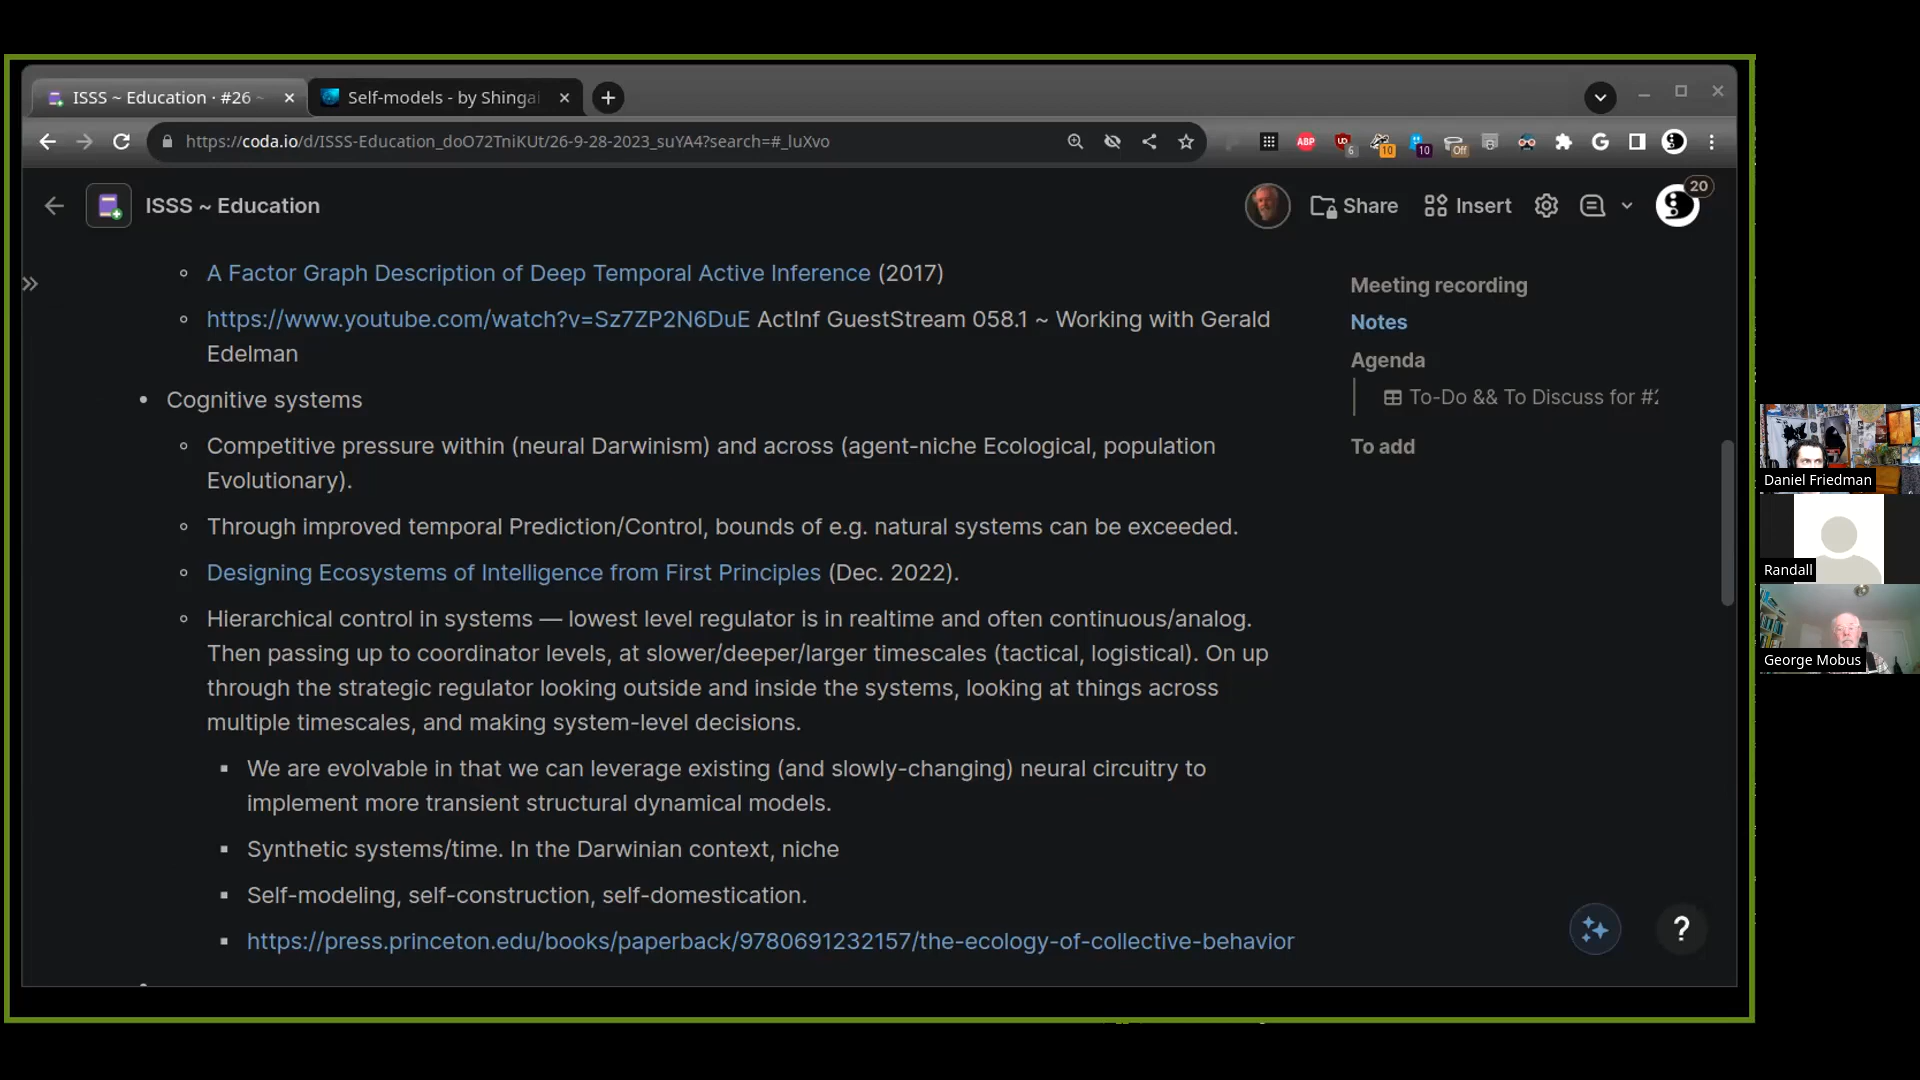 ISSS ~ Education · #26 ~
Self-models - by Shingai
https://coda.io/d/ISSS-Education_doO72TniKUt/26-9-28-2023_suYA4?search=#_luXvo
ABP
6
10
10
Off
G
ISSS ~ Education
Share
Insert
20
A Factor Graph Description of Deep Temporal Active Inference (2017)
https://www.youtube.com/watch?v=Sz7ZP2N6DuE ActInf GuestStream 058.1 ~ Working with Gerald
Edelman
Cognitive systems
Competitive pressure within (neural Darwinism) and across (agent-niche Ecological, population
Evolutionary).
Through improved temporal Prediction/Control, bounds of e.g. natural systems can be exceeded.
Designing Ecosystems of Intelligence from First Principles (Dec. 2022).
Hierarchical control in systems — lowest level regulator is in realtime and often continuous/analog.
Then passing up to coordinator levels, at slower/deeper/larger timescales (tactical, logistical). On up
through the strategic regulator looking outside and inside the systems, looking at things across
multiple timescales, and making system-level decisions.
We are evolvable in that we can leverage existing (and slowly-changing) neural circuitry to
implement more transient structural dynamical models.
Synthetic systems/time. In the Darwinian context, niche
Self-modeling, self-construction, self-domestication.
https://press.princeton.edu/books/paperback/9780691232157/the-ecology-of-collective-behavior
Meeting recording
Notes
Agenda
To-Do && To Discuss for #2
To add
?
Daniel Friedman
Randall
George Mobus